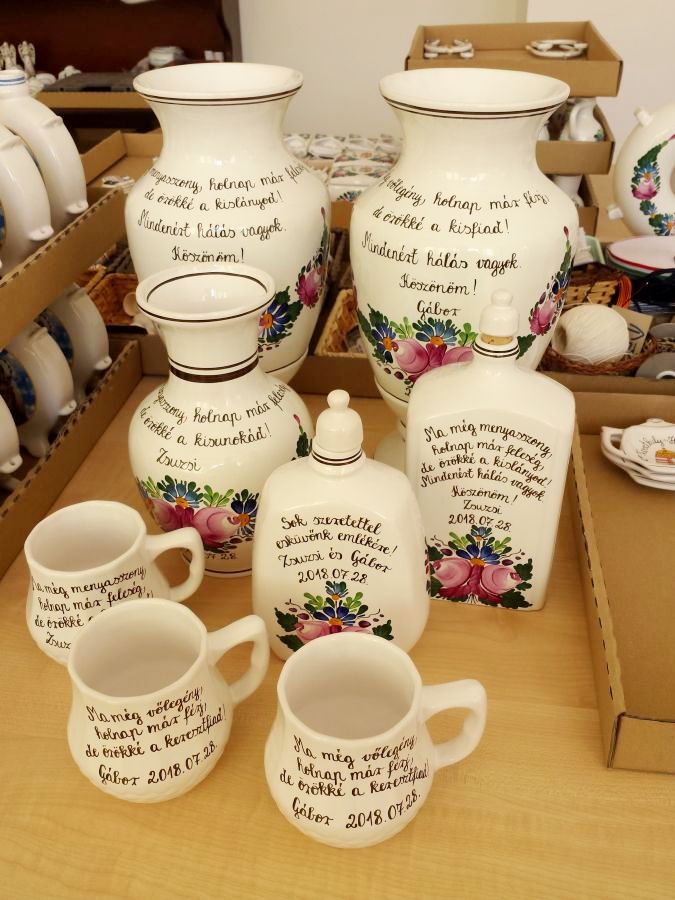 menyasszony, holnap már feleség
de örökké a kislányod!
Mindenért hálás vagyok.
Köszönöm!
vőlegény, holnap már férj,
de örökké a kisfiad!
Mindenért hálás vagyok.
Köszönöm!
Gábor
holnap már
de örökké a kisunokád!
Zsuzsi
Ma még menyasszony,
holnap már feleség,
de örökké a kislányod!
Mindenért hálás vagyok
Köszönöm!
Zsuzsi
2018.07.28.
Sok szeretettel
esküvőnk emlékére!
Zsuzsi és Gábor
2018.07.28.
Ma még menyasszony,
holnap már feleség,
de örökké a
Ma még vőlegény,
holnap már férj,
de örökké a keresztfiad!
Gábor 2018.07.28.
Ma még vőlegény,
holnap már férj,
de örökké a keresztfiad!
Gábor 2018.07.28.